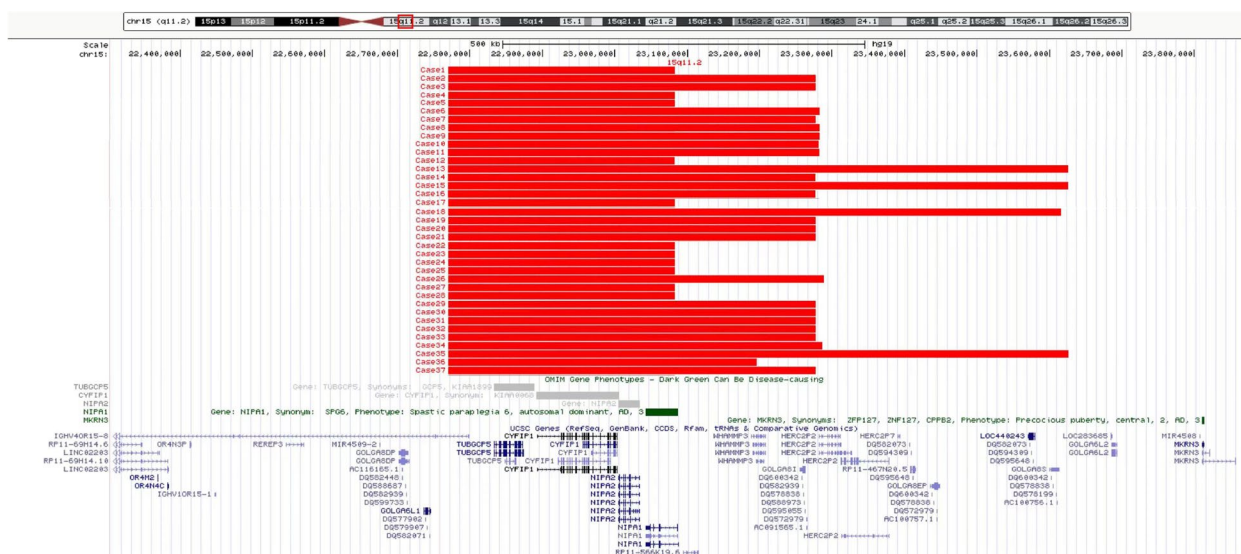 chr15 (q11.2) 15p13 15p12 15p11.2 15q11.2 q12 13.1 13.3 15q14 15.1 15q21.1 q21.2 15q21.3 15q22.2 q22.31 15q23 24.1 q25.1 q25.2 15q25.3 15q26.1 15q26.2 15q26.3
Scale 500 kb hg19
chr15: 22,400,000 22,500,000 22,600,000 22,700,000 22,800,000 22,900,000 23,000,000 23,100,000 23,200,000 23,300,000 23,400,000 23,500,000 23,600,000 23,700,000 23,800,000
15q11.2
Case1
Case2
Case3
Case4
Case5
Case6
Case7
Case8
Case9
Case10
Case11
Case12
Case13
Case14
Case15
Case16
Case17
Case18
Case19
Case20
Case21
Case22
Case23
Case24
Case25
Case26
Case27
Case28
Case29
Case30
Case31
Case32
Case33
Case34
Case35
Case36
Case37
OMIM Gene Phenotypes - Dark Green Can Be Disease-causing
TUBGCP5 Gene: TUBGCP5, Synonyms: GCP5, KIAA1899
CYFIP1 Gene: CYFIP1, Synonym: KIAA0068
NIPA2 Gene: NIPA2
NIPA1 Gene: NIPA1, Synonym: SPG6, Phenotype: Spastic paraplegia 6, autosomal dominant, AD, 3
MKRN3 Gene: MKRN3, Synonyms: ZFP127, ZNF127, CPPB2, Phenotype: Precocious puberty, central, 2, AD, 3
UCSC Genes (RefSeq, GenBank, CCDS, Rfam, tRNAs & Comparative Genomics)
IGHV4OR15-8 TUBGCP5 CYFIP1 WHAMMP3 HERC2P2 HERC2P7 LOC440243 LOC283685 MIR4508
RP11-69H14.6 OR4N3P MIR4509-2 TUBGCP5 CYFIP1 WHAMMP3 HERC2P2 DQ582073 DQ582073 GOLGA6L2 MKRN3
LINC02203 REREP3 GOLGA8DP TUBGCP5 CYFIP1 WHAMMP3 HERC2P2 DQ594309 DQ594309 GOLGA6L2 MKRN3
RP11-69H14.10 GOLGA8DP CYFIP1 WHAMMP3 HERC2P2 DQ595648 MKRN3
LINC02203 AC116165.1 CYFIP1 GOLGA8I RP11-467N20.5 GOLGA8S
OR4M2 DQ582448 NIPA2 DQ600342 DQ595648 DQ600342
OR4N4C DQ588687 NIPA2 DQ582939 GOLGA8EP DQ578838
IGHV1OR15-1 DQ582939 NIPA2 DQ578838 DQ600342 DQ578199
DQ599733 NIPA2 DQ588973 DQ578838 AC100756.1
GOLGA6L1 NIPA2 DQ595055 DQ572979
DQ577902 NIPA2 DQ572979 AC100757.1
DQ579907 NIPA1 AC091565.1
DQ582071 NIPA1 HERC2P2
NIPA1
RP11-566K19.6